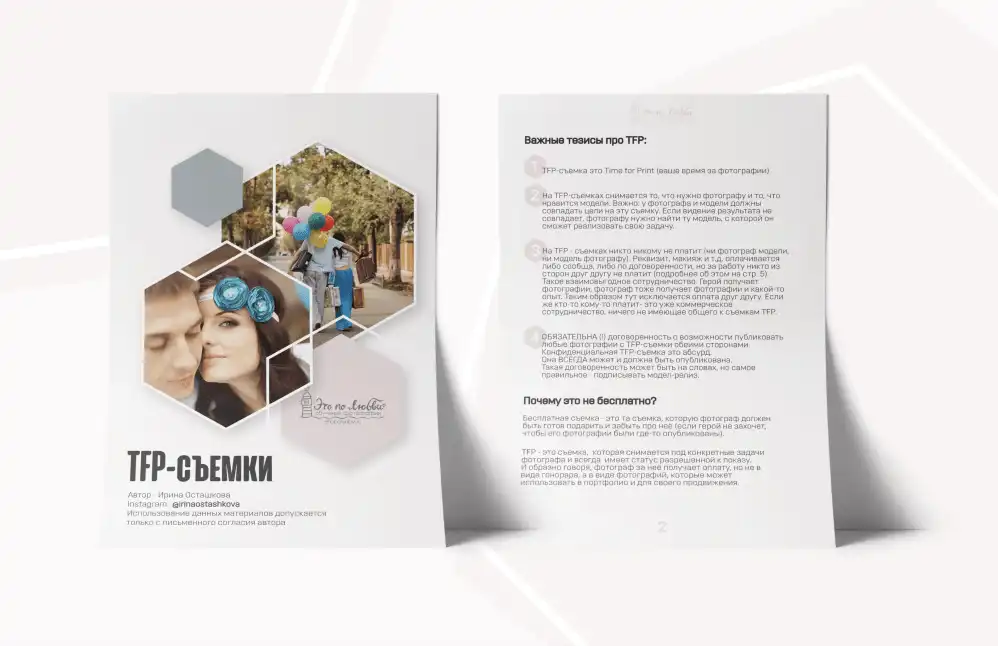 Это по любви
TFP-СЪЕМКИ
Автор - Ирина Осташкова
Instagram: @irinaostashkova
Использование данных материалов допускается
только с письменного согласия автора
Важные тезисы про TFP:
1
TFP-съемка это Time for Print (ваше время за фотографии)
2
На TFP-съемках снимается то, что нужно фотографу и то, что
нравится модели. Важно: у фотографа и модели должны
совпадать цели на эту съемку. Если видение результата не
совпадает, фотографу нужно найти ту модель, с которой он
сможет реализовать свою задачу.
3
На TFP - съемках никто никому не платит (ни фотограф модели,
ни модель фотографу). Реквизит, макияж и т.д. оплачивается
либо сообща, либо по договоренности, но за работу никто из
сторон друг другу не платит (подробнее об этом на стр. 5)
Такое взаимовыгодное сотрудничество. Герой получает
фотографии, фотограф тоже получает фотографии и какой-то
опыт. Таким образом тут исключается оплата друг другу. Если
же кто-то кому-то платит- это уже коммерческое
сотрудничество, ничего не имеющее общего к съемкам TFP.
4
ОБЯЗАТЕЛЬНА (!) договоренность о возможности публиковать
любые фотографии с TFP-съемки обеими сторонами.
Конфиденциальная TFP-съемка это абсурд.
Она ВСЕГДА может и должна быть опубликована.
Такая договоренность может быть на словах, но самое
правильное - подписывать модел-релиз.
Почему это не бесплатно?
Бесплатная съемка - это та съемка, которую фотограф должен
быть готов подарить и забыть про нее (если герой не захочет,
чтобы его фотографии были где-то опубликованы).
TFP - это съемка, которая снимается под конкретные задачи
фотографа и всегда имеет статус разрешенной к показу.
И образно говоря, фотограф за нее получает оплату, но не в
виде гонорара, а в виде фотографий, которые может
использовать в портфолио и для своего продвижения.
2